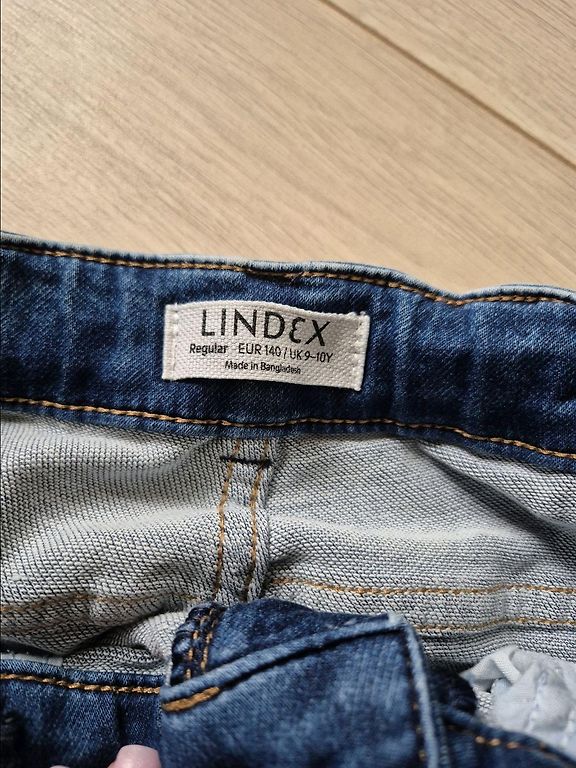 LINDEX
Regular EUR 140 / UK 9-10Y
Made in Bangladesh